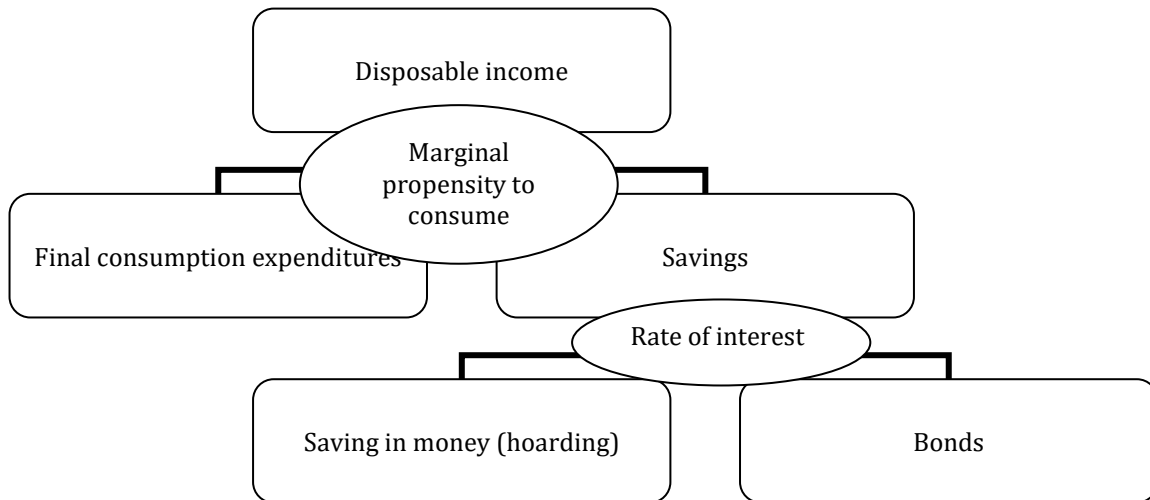 Disposable income
Marginal
propensity to
consume
Final consumption expenditures
Savings
Rate of interest
Saving in money (hoarding)
Bonds